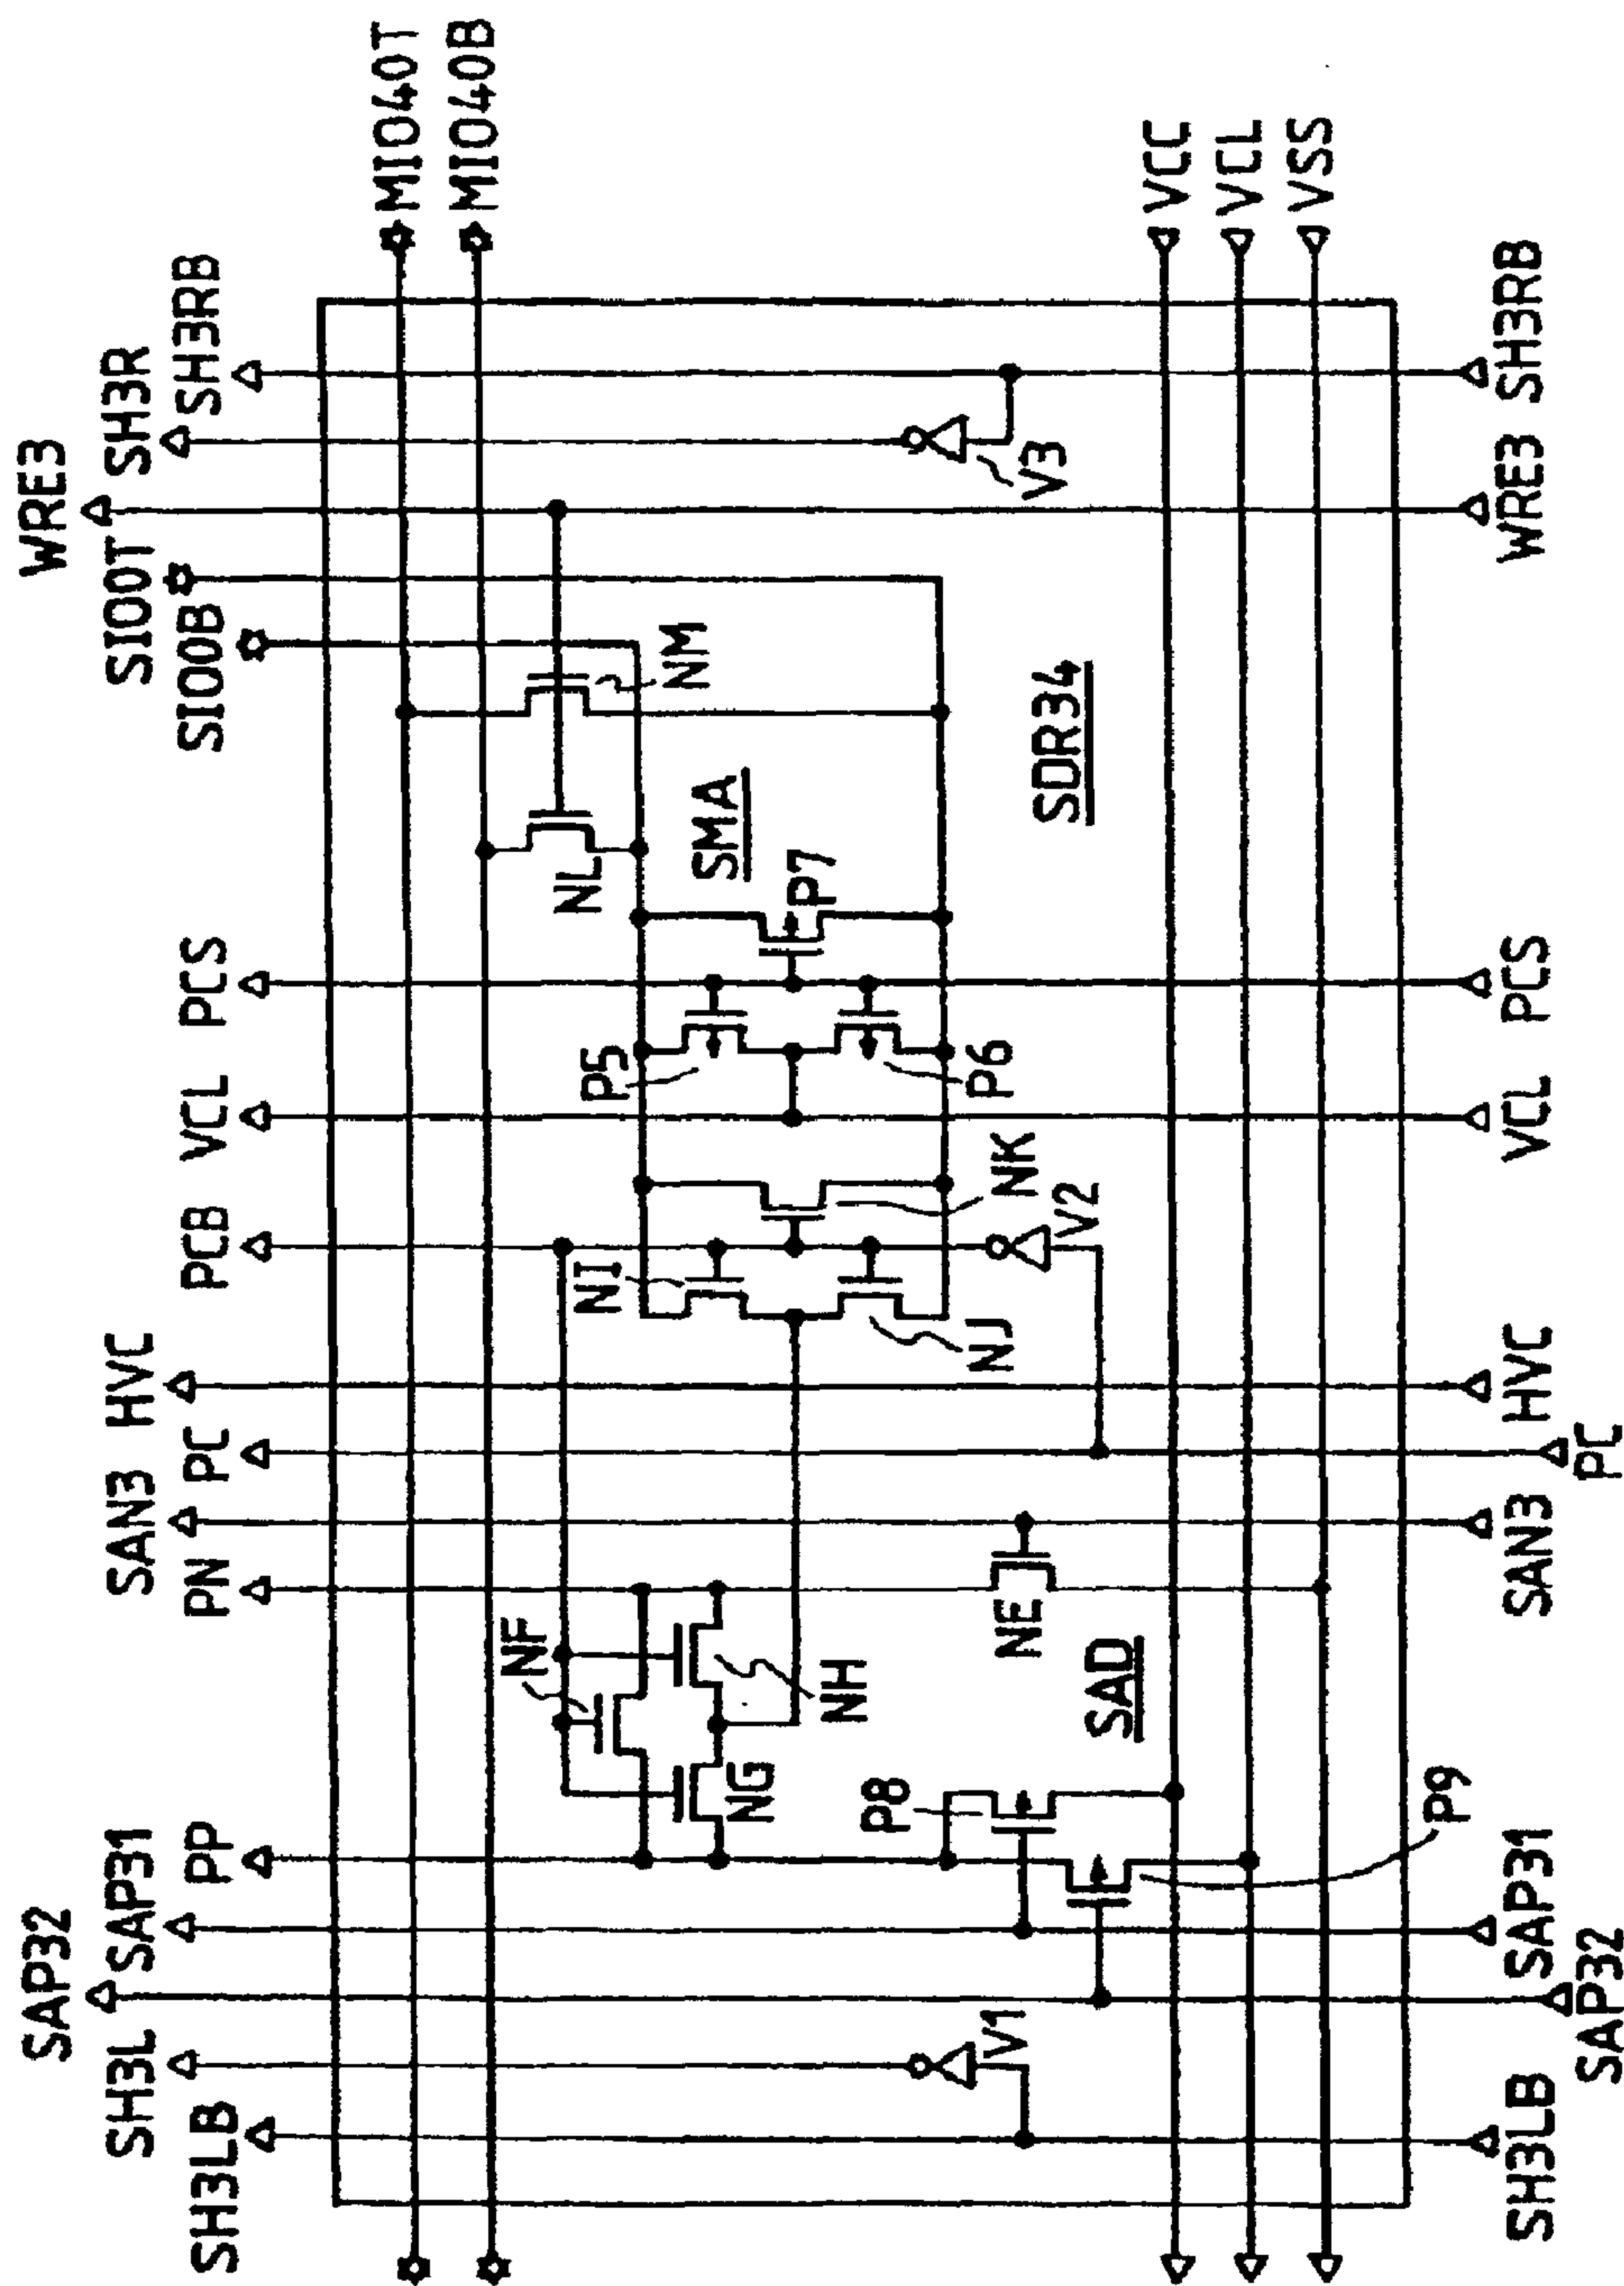 SAP32
WRE3
SH3L
SAP31
SAN3
HVC
SIO0T
SH3R
SH3LB
PP
PN
PC
PCB
VCL
PCS
SIO0B
SH3RB
MIO40T
MIO40B
NF
NI
P5
NL
NM
SMA
NG
NH
P7
P8
NE
NJ
NK
P6
V1
SAD
V2
SDR34
V3
VCC
VCL
VSS
P9
SH3LB
SAP31
SAN3
HVC
VCL
PCS
WRE3
SH3RB
SAP32
PC